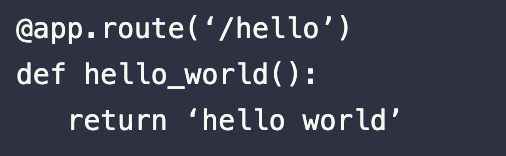 @app.route(‘/hello’)
def hello_world():
   return ‘hello world’